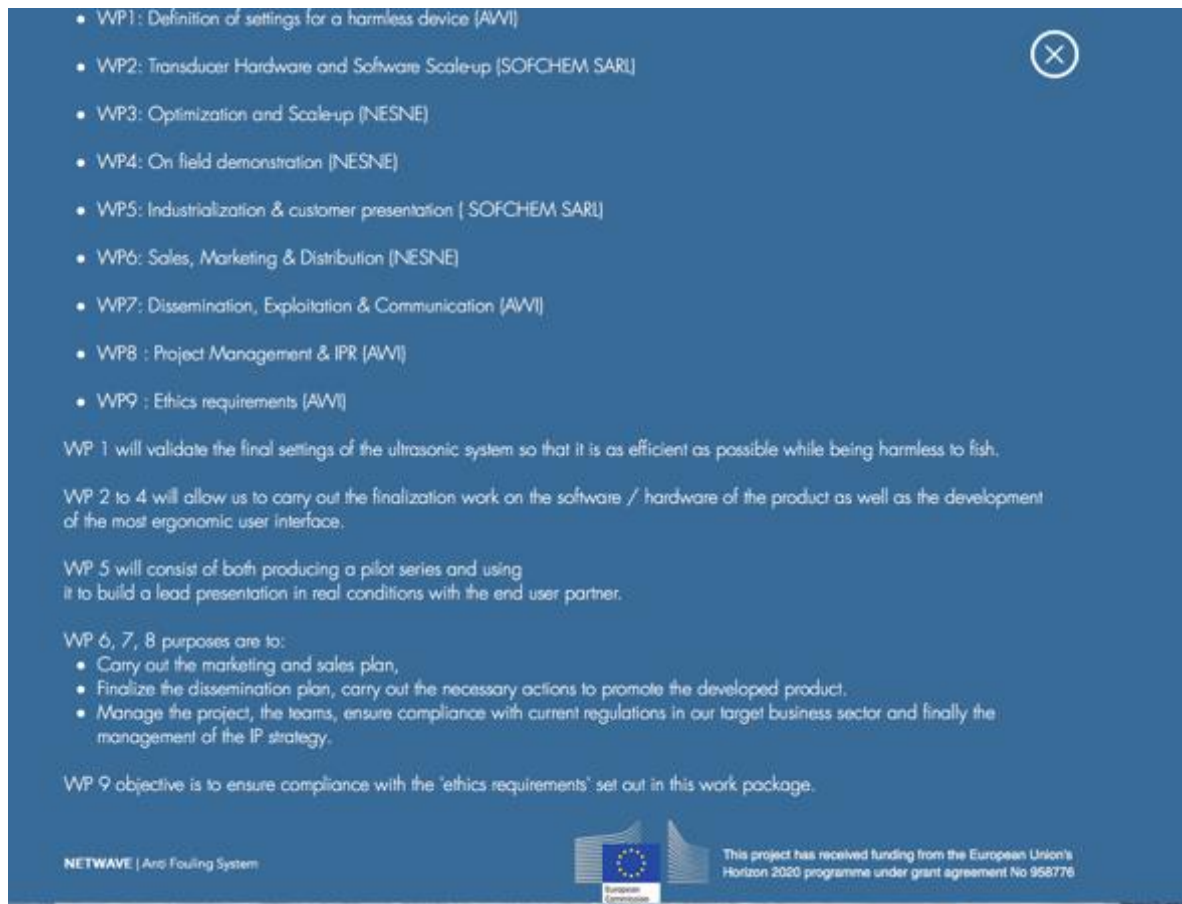 • WP1: Definition of settings for a harmless device (AWI)
• WP2: Transducer Hardware and Software Scale-up (SOFCHEM SARL)
• WP3: Optimization and Scale-up (NESNE)
• WP4: On field demonstration (NESNE)
• WP5: Industrialization & customer presentation ( SOFCHEM SARL)
• WP6: Sales, Marketing & Distribution (NESNE)
• WP7: Dissemination, Exploitation & Communication (AWI)
• WP8 : Project Management & IPR (AWI)
• WP9 : Ethics requirements (AWI)
WP 1 will validate the final settings of the ultrasonic system so that it is as efficient as possible while being harmless to fish.
WP 2 to 4 will allow us to carry out the finalization work on the software / hardware of the product as well as the development
of the most ergonomic user interface.
WP 5 will consist of both producing a pilot series and using
it to build a lead presentation in real conditions with the end user partner.
WP 6, 7, 8 purposes are to:
• Carry out the marketing and sales plan,
• Finalize the dissemination plan, carry out the necessary actions to promote the developed product.
• Manage the project, the teams, ensure compliance with current regulations in our target business sector and finally the
management of the IP strategy.
WP 9 objective is to ensure compliance with the 'ethics requirements' set out in this work package.
NETWAVE | Anti Fouling System
European
Commission
This project has received funding from the European Union's
Horizon 2020 programme under grant agreement No 958776